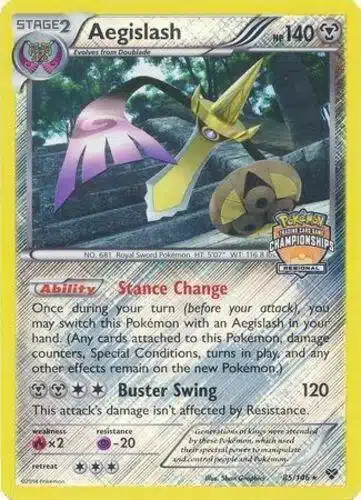 STAGE2
Aegislash
HP140
Evolves from Doublade
Pokémon
TRADING CARD GAME
CHAMPIONSHIPS
REGIONAL
NO. 681 Royal Sword Pokémon. HT: 5'07" WT: 116.8 lbs.
Ability Stance Change
Once during your turn (before your attack), you
may switch this Pokémon with an Aegislash in your
hand. (Any cards attached to this Pokémon, damage
counters, Special Conditions, turns in play, and any
other effects remain on the new Pokémon.)
Buster Swing 120
This attack's damage isn't affected by Resistance.
weakness resistance
×2 -20
retreat
Generations of kings were attended
by these Pokémon, which used
their spectral power to manipulate
and control people and Pokémon.
©2014 Pokémon
Illus. 5ban Graphics
85/146